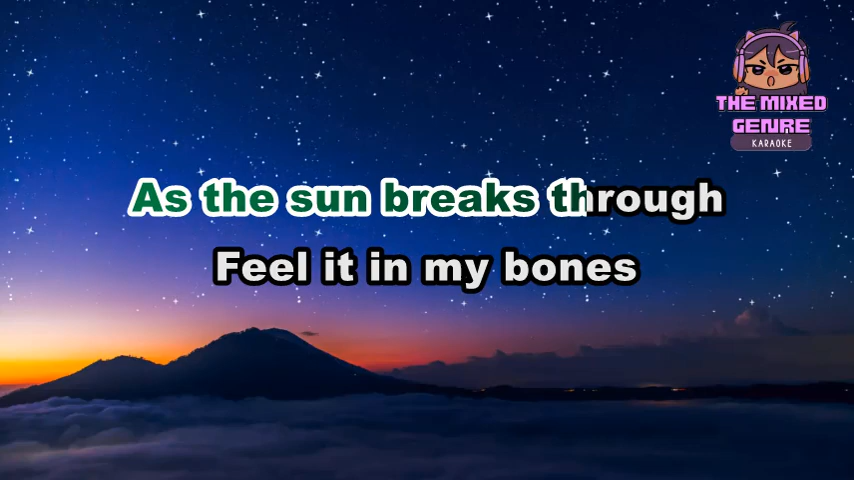 THE MIXED
GENRE
KARAOKE
As the sun breaks through
Feel it in my bones